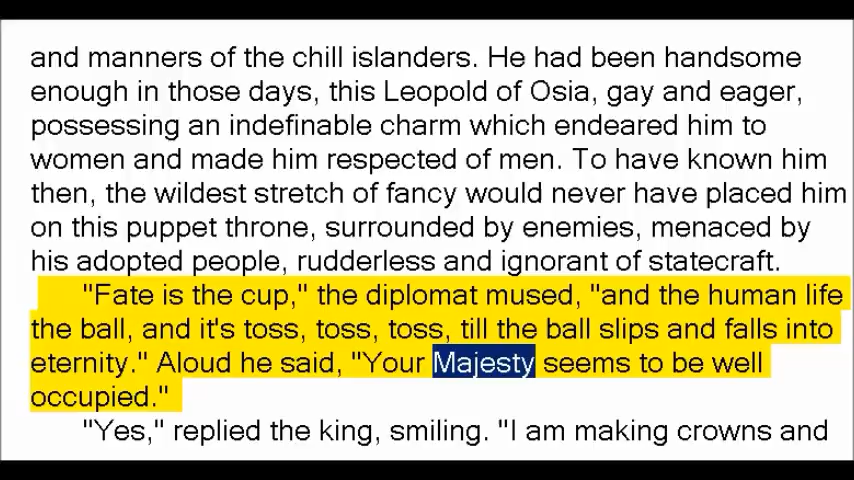 and manners of the chill islanders. He had been handsome
enough in those days, this Leopold of Osia, gay and eager,
possessing an indefinable charm which endeared him to
women and made him respected of men. To have known him
then, the wildest stretch of fancy would never have placed him
on this puppet throne, surrounded by enemies, menaced by
his adopted people, rudderless and ignorant of statecraft.
"Fate is the cup," the diplomat mused, "and the human life
the ball, and it's toss, toss, toss, till the ball slips and falls into
eternity." Aloud he said, "Your Majesty seems to be well
occupied."
"Yes," replied the king, smiling. "I am making crowns and